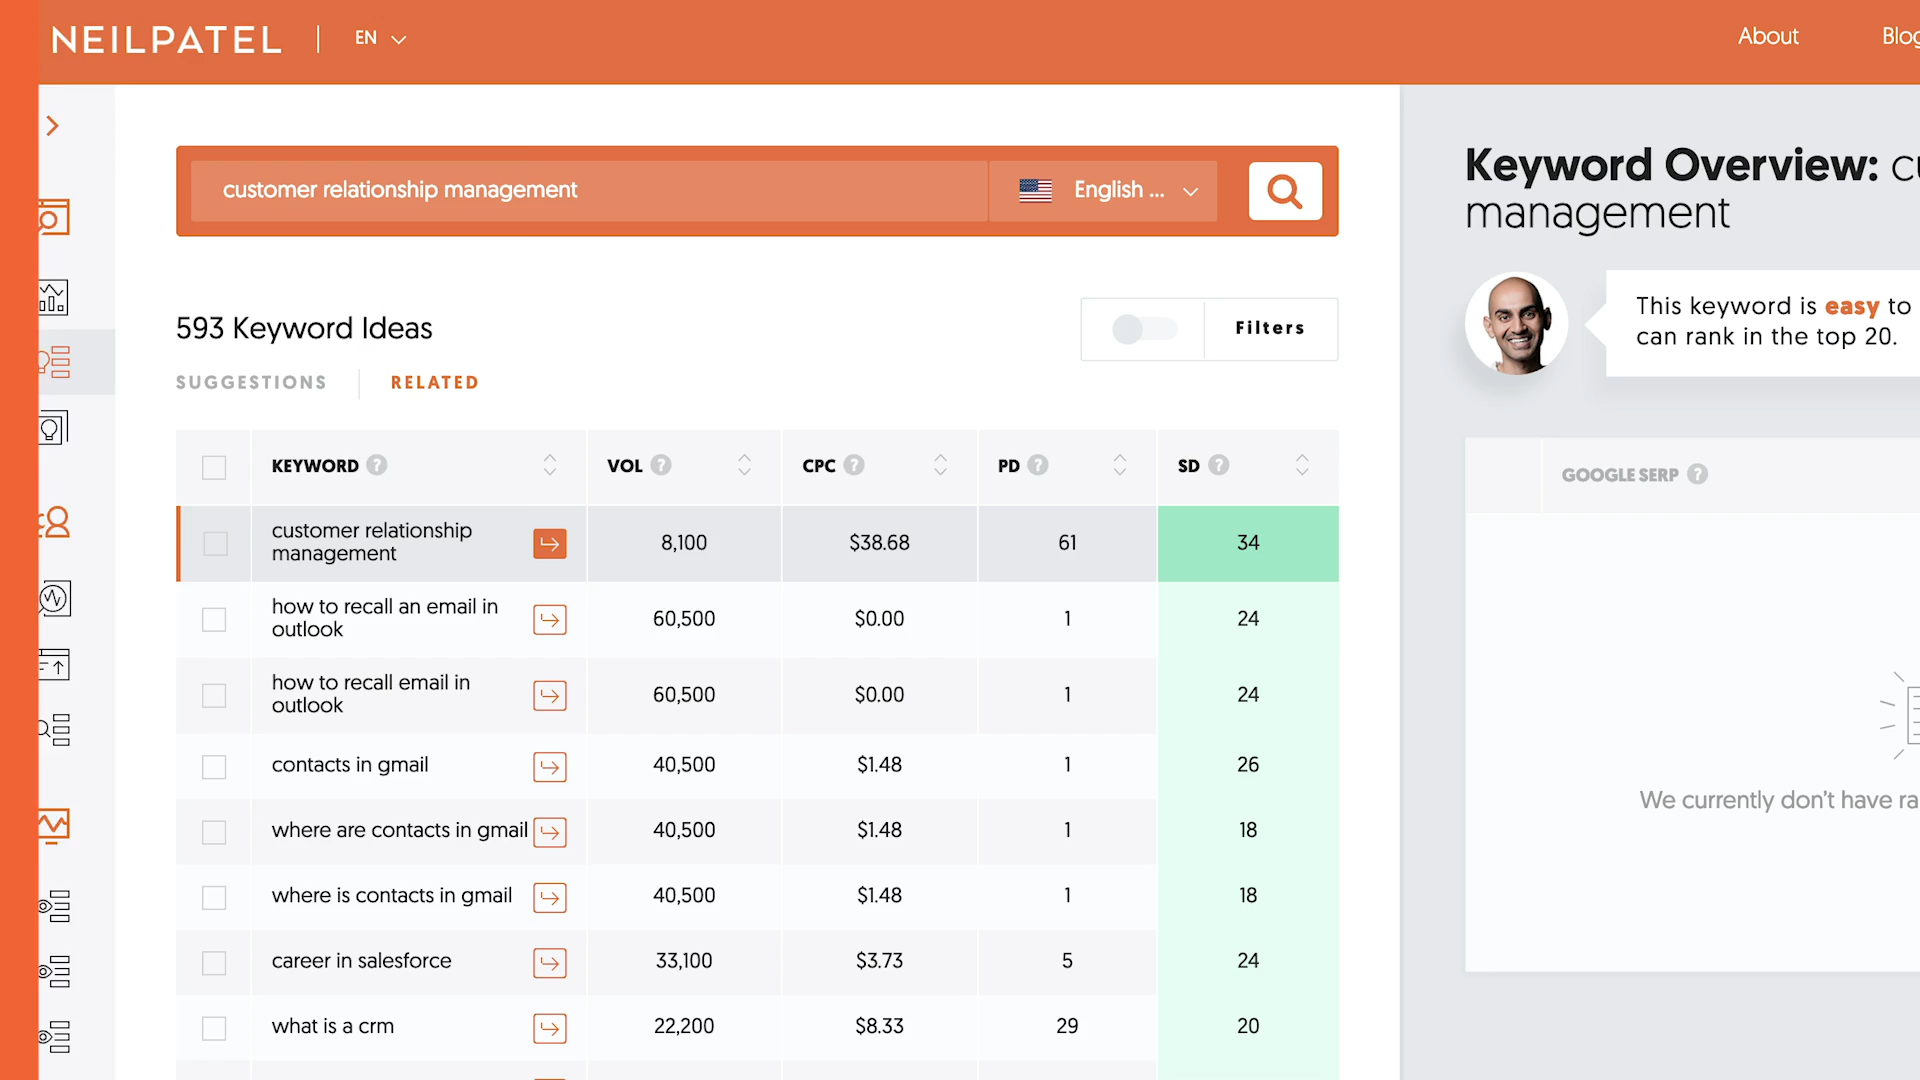 NEILPATEL
EN
About
Blog
customer relationship management
English ...
Keyword Overview: cu
management
This keyword is easy to
can rank in the top 20.
593 Keyword Ideas
Filters
SUGGESTIONS
RELATED
KEYWORD ? VOL ? CPC ? PD ? SD ?
GOOGLE SERP ?
customer relationship
management
8,100 $38.68 61 34
how to recall an email in
outlook
60,500 $0.00 1 24
how to recall email in
outlook
60,500 $0.00 1 24
contacts in gmail 40,500 $1.48 1 26
We currently don't have ra
where are contacts in gmail 40,500 $1.48 1 18
where is contacts in gmail 40,500 $1.48 1 18
career in salesforce 33,100 $3.73 5 24
what is a crm 22,200 $8.33 29 20